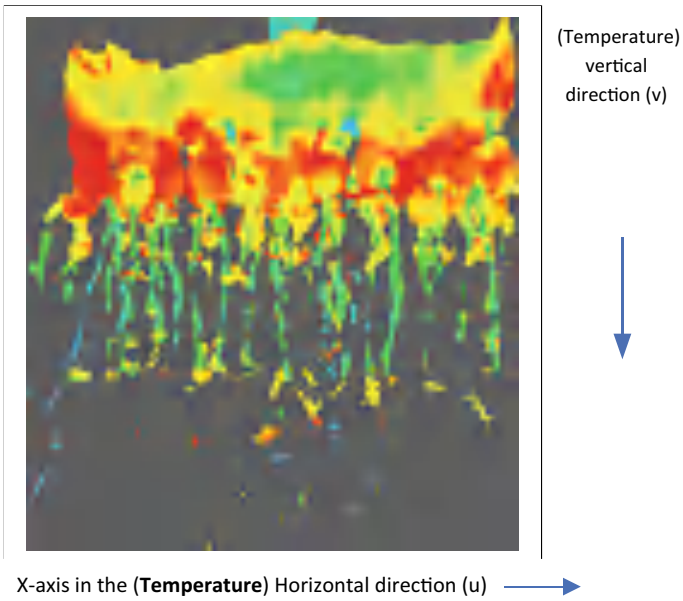 (Temperature)
vertical
direction (v)
X-axis in the (Temperature) Horizontal direction (u)